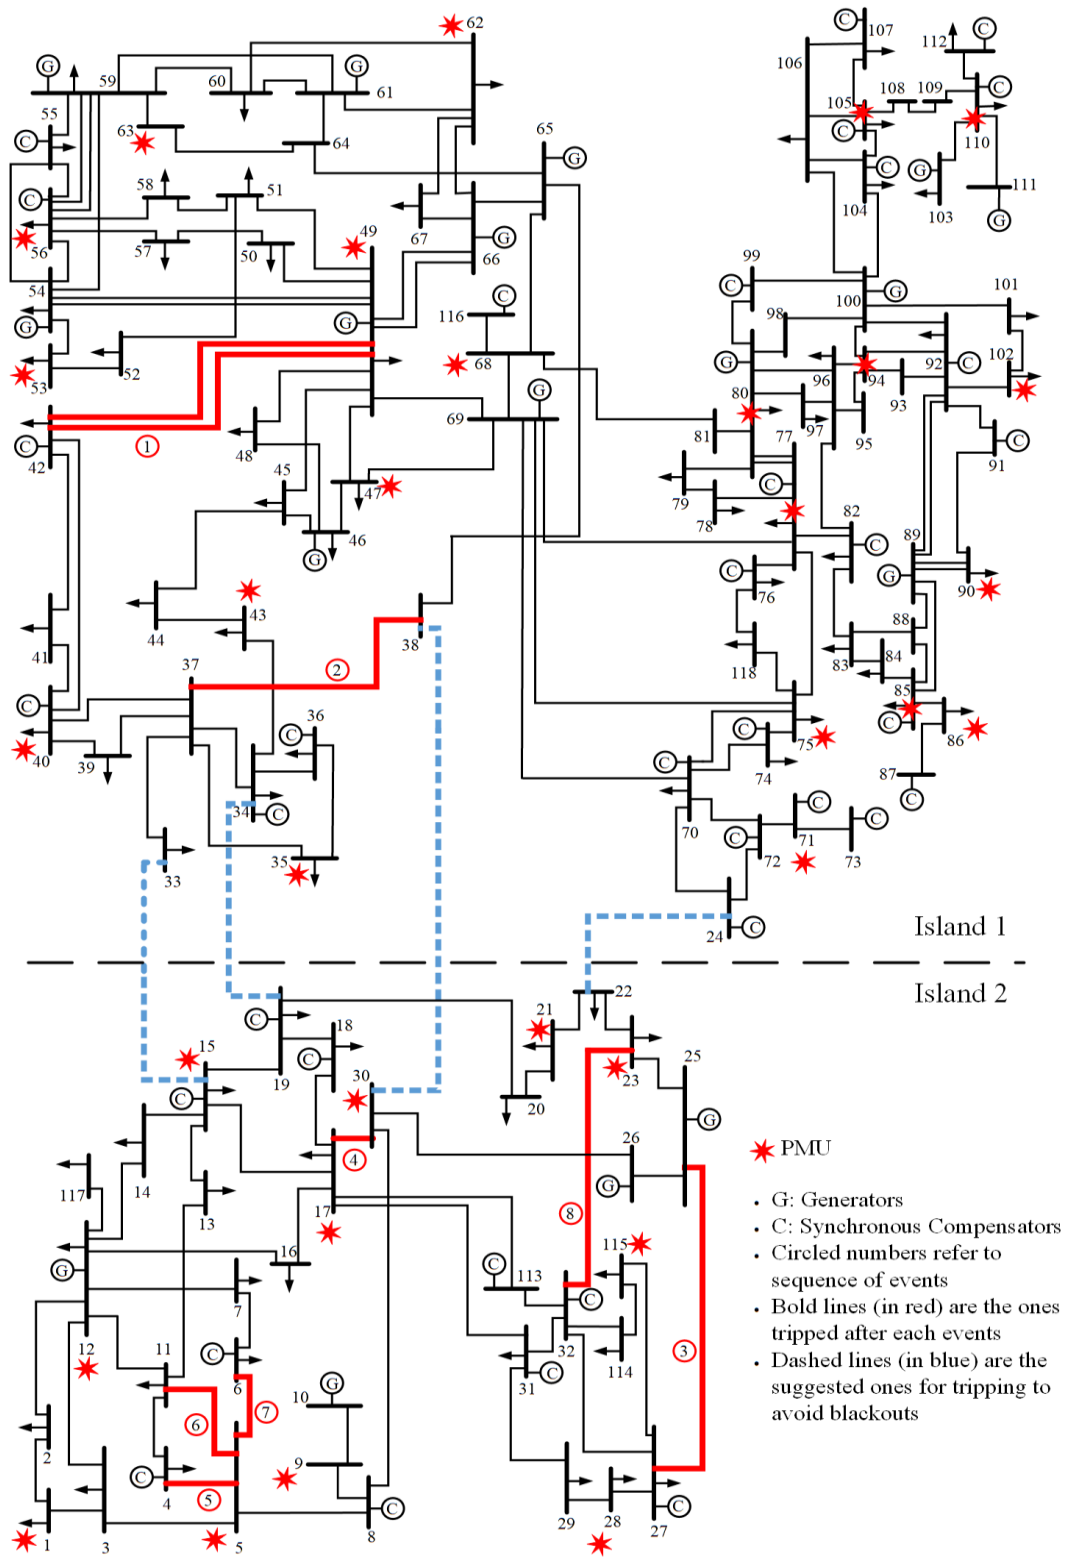 62
C
107
C
112
106
G
59
60
G
61
108
109
C
105
C
110
55
C
63
64
65
G
C
104
G
103
111
G
58
51
C
56
57
50
49
67
G
66
99
C
100
G
101
54
G
G
116
C
98
68
G
80
96
94
92
C
102
93
53
52
G
69
97
95
C
42
1
48
81
77
91
C
45
47
79
78
C
82
C
89
46
G
C
76
G
90
44
43
38
41
118
83
84
88
37
2
85
C
40
39
36
C
34
C
C
74
75
C
86
87
C
70
C
71
C
72
73
C
35
33
24
C
Island 1
Island 2
22
C
18
21
15
C
19
30
23
25
C
20
G
4
26
G
14
117
13
17
8
16
115
G
7
C
113
C
32
12
11
C
6
31
C
114
3
10
G
6
7
2
C
4
5
9
8
C
29
28
27
C
1
3
5
PMU
• G: Generators
• C: Synchronous Compensators
• Circled numbers refer to
sequence of events
• Bold lines (in red) are the ones
tripped after each events
• Dashed lines (in blue) are the
suggested ones for tripping to
avoid blackouts